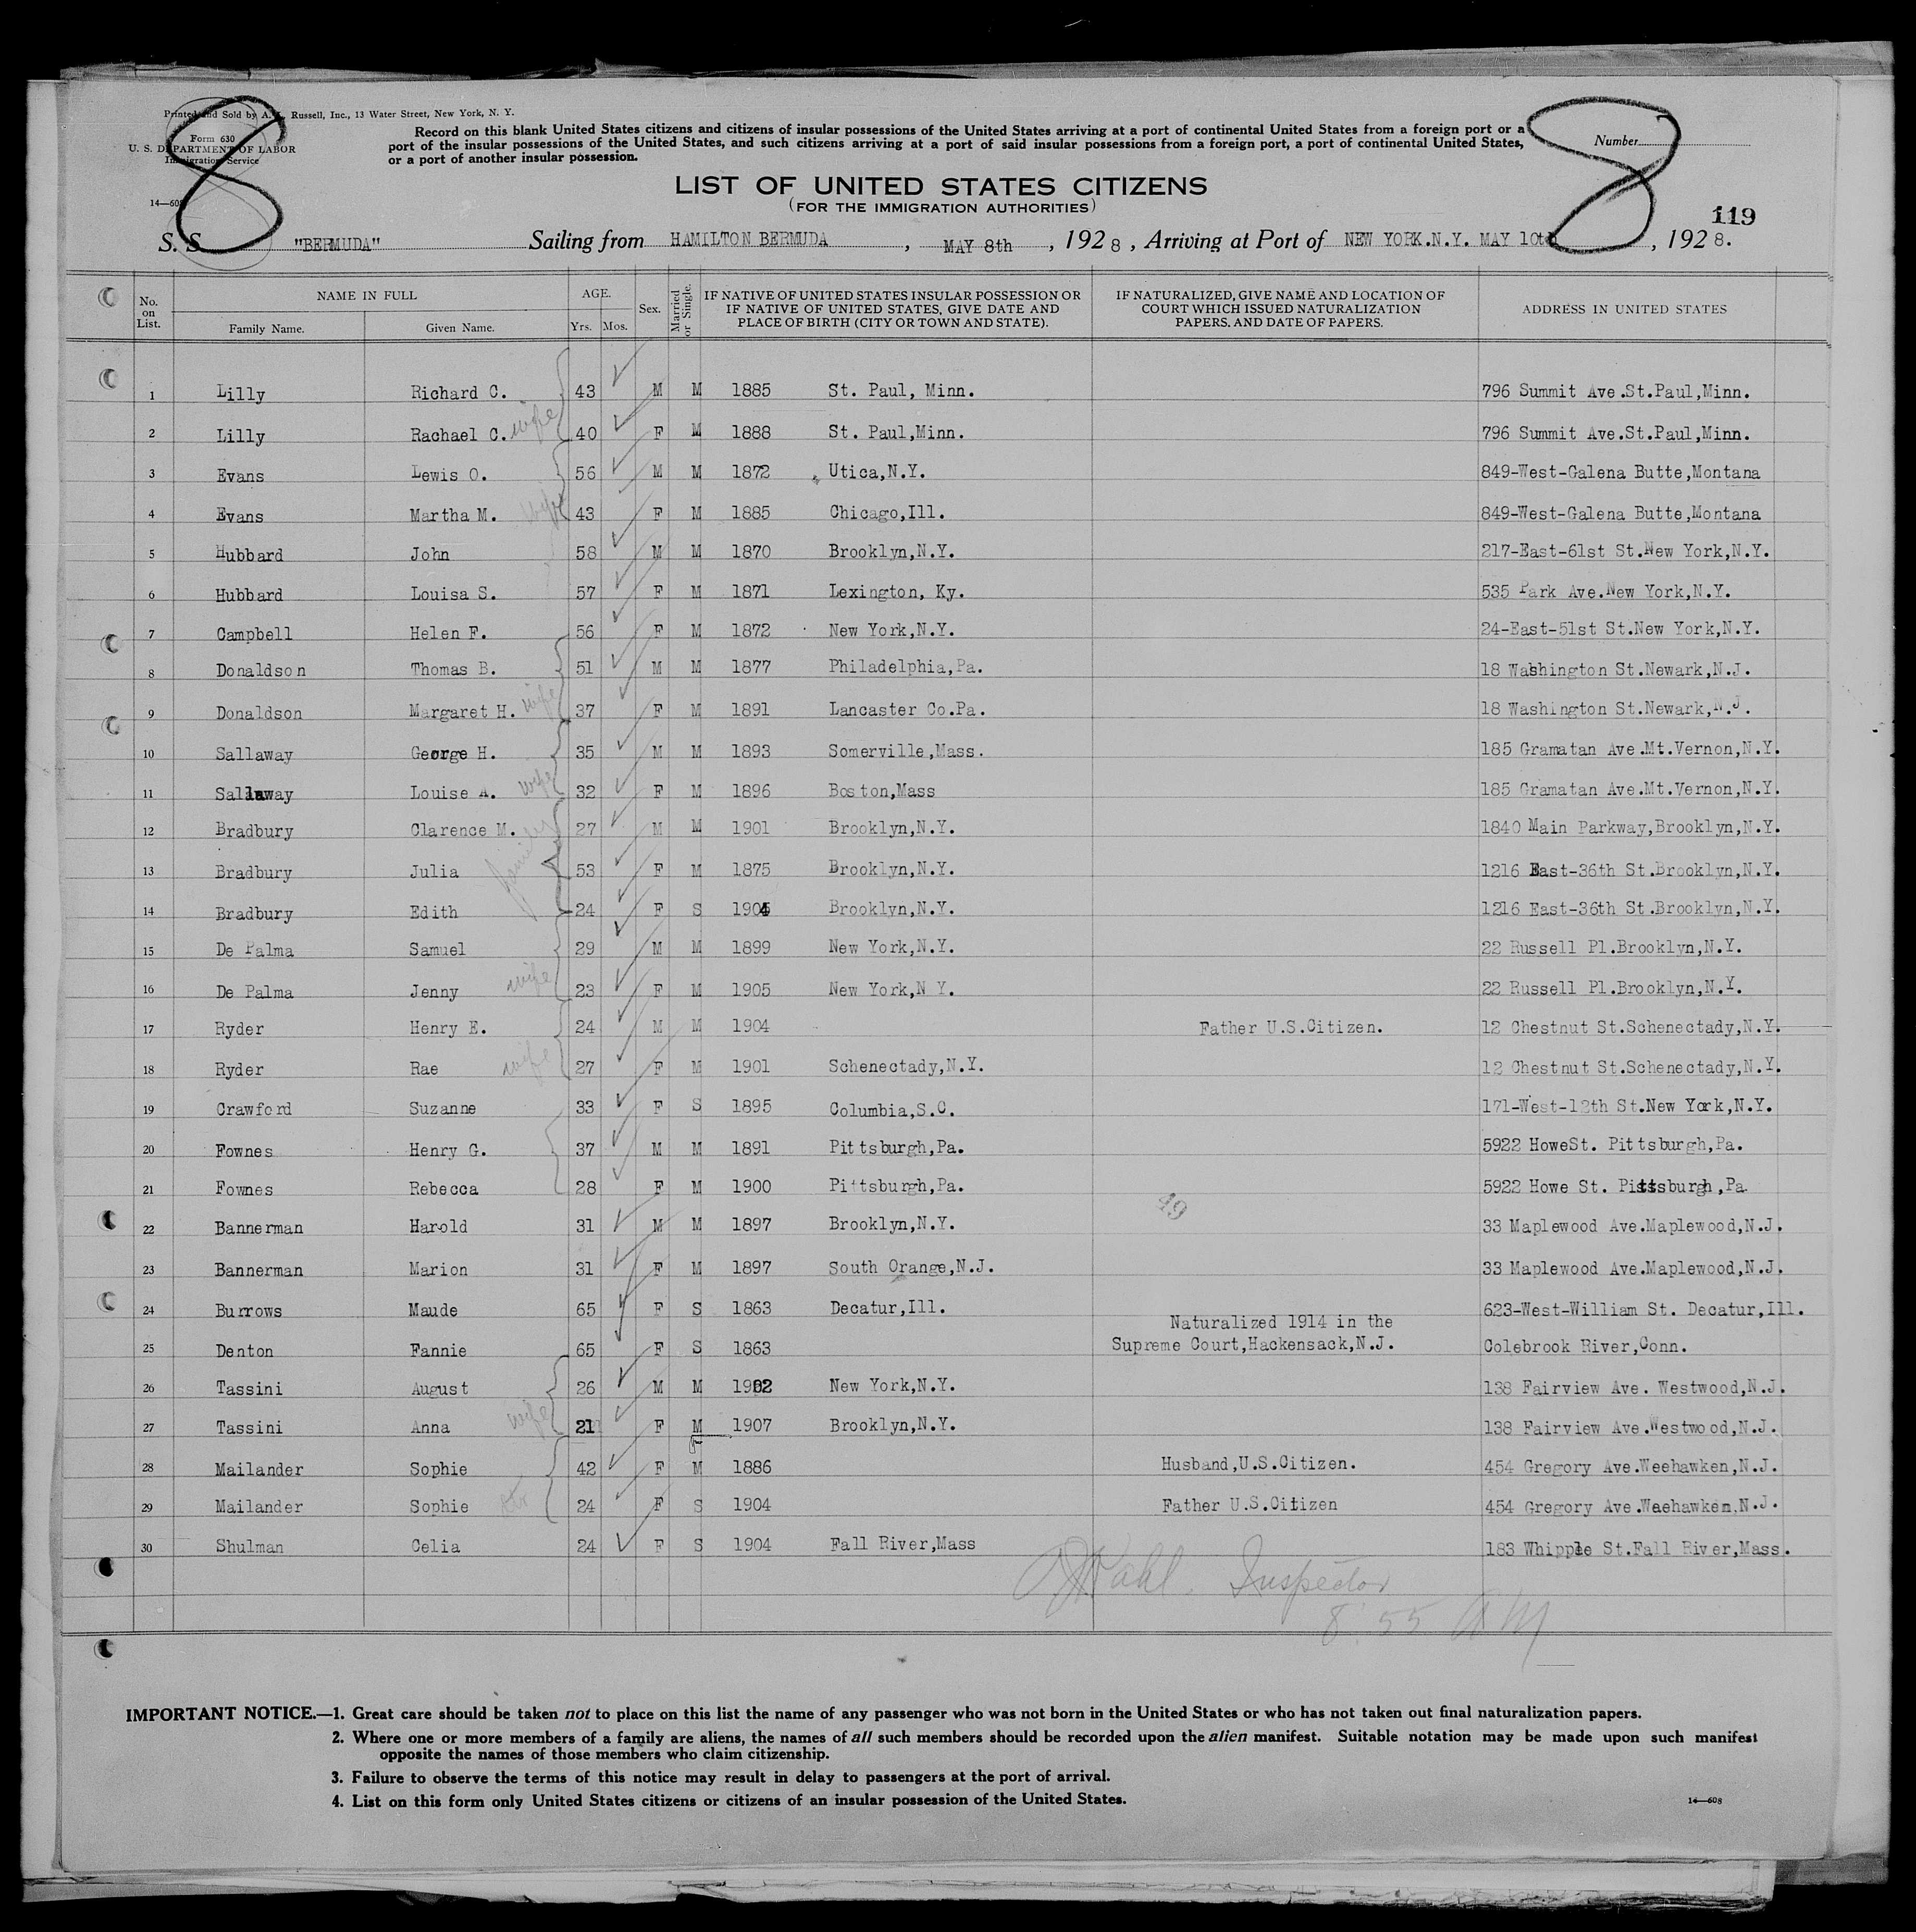 Printed and Sold by A. Russell, Inc., 13 Water Street, New York, N. Y.
Form 630
U. S. DEPARTMENT OF LABOR
Immigration Service
14—608
8
8
Record on this blank United States citizens and citizens of insular possessions of the United States arriving at a port of continental United States from a foreign port or a
port of the insular possessions of the United States, and such citizens arriving at a port of said insular possessions from a foreign port, a port of continental United States,
or a port of another insular possession.
Number
LIST OF UNITED STATES CITIZENS
(FOR THE IMMIGRATION AUTHORITIES)
119
S. S. "BERMUDA" Sailing from HAMILTON BERMUDA, MAY 8th, 1928, Arriving at Port of NEW YORK.N.Y. MAY 10th, 1928.
No. on List. NAME IN FULL Family Name. Given Name. AGE. Yrs. Mos. Sex. Married or Single. IF NATIVE OF UNITED STATES INSULAR POSSESSION OR IF NATIVE OF UNITED STATES, GIVE DATE AND PLACE OF BIRTH (CITY OR TOWN AND STATE). IF NATURALIZED, GIVE NAME AND LOCATION OF COURT WHICH ISSUED NATURALIZATION PAPERS, AND DATE OF PAPERS. ADDRESS IN UNITED STATES
1 Lilly Richard C. 43 M M 1885 St. Paul, Minn. 796 Summit Ave.St.Paul,Minn.
2 Lilly Rachael C. wife 40 F M 1888 St. Paul,Minn. 796 Summit Ave.St.Paul,Minn.
3 Evans Lewis O. 56 M M 1872 Utica,N.Y. 849-West-Galena Butte,Montana
4 Evans Martha M. wife 43 F M 1885 Chicago,Ill. 849-West-Galena Butte,Montana
5 Hubbard John 58 M M 1870 Brooklyn,N.Y. 217-East-61st St.New York,N.Y.
6 Hubbard Louisa S. 57 F M 1871 Lexington, Ky. 535 Park Ave.New York,N.Y.
7 Campbell Helen F. 56 F M 1872 New York,N.Y. 24-East-51st St.New York,N.Y.
8 Donaldson Thomas B. 51 M M 1877 Philadelphia,Pa. 18 Washington St.Newark,N.J.
9 Donaldson Margaret H. wife 37 F M 1891 Lancaster Co.Pa. 18 Washington St.Newark,N.J.
10 Sallaway George H. 35 M M 1893 Somerville,Mass. 185 Gramatan Ave.Mt.Vernon,N.Y.
11 Sallaway Louise A. wife 32 F M 1896 Boston,Mass 185 Gramatan Ave.Mt.Vernon,N.Y.
12 Bradbury Clarence M. 27 M M 1901 Brooklyn,N.Y. 1840 Main Parkway,Brooklyn,N.Y.
13 Bradbury Julia 53 F M 1875 Brooklyn,N.Y. 1216 East-36th St.Brooklyn,N.Y.
14 Bradbury Edith 24 F S 1904 Brooklyn,N.Y. 1216 East-36th St.Brooklyn,N.Y.
15 De Palma Samuel 29 M M 1899 New York,N.Y. 22 Russell Pl.Brooklyn,N.Y.
16 De Palma Jenny wife 23 F M 1905 New York,N Y. 22 Russell Pl.Brooklyn,N.Y.
17 Ryder Henry E. 24 M M 1904 Father U.S.Citizen. 12 Chestnut St.Schenectady,N.Y.
18 Ryder Rae wife 27 F M 1901 Schenectady,N.Y. 12 Chestnut St.Schenectady,N.Y.
19 Crawford Suzanne 33 F S 1895 Columbia,S.C. 171-West-12th St.New York,N.Y.
20 Fownes Henry G. 37 M M 1891 Pittsburgh,Pa. 5922 HoweSt. Pittsburgh,Pa.
21 Fownes Rebecca 28 F M 1900 Pittsburgh,Pa. 5922 Howe St. Pittsburgh,Pa
49
22 Bannerman Harold 31 M M 1897 Brooklyn,N.Y. 33 Maplewood Ave.Maplewood,N.J.
23 Bannerman Marion 31 F M 1897 South Orange,N.J. 33 Maplewood Ave.Maplewood,N.J.
24 Burrows Maude 65 F S 1863 Decatur,Ill. 623-West-William St. Decatur,Ill.
Naturalized 1914 in the
25 Denton Fannie 65 F S 1863 Supreme Court,Hackensack,N.J. Colebrook River,Conn.
26 Tassini August 26 M M 1902 New York,N.Y. 138 Fairview Ave. Westwood,N.J.
27 Tassini Anna wife 21 F M 1907 Brooklyn,N.Y. 138 Fairview Ave.Westwood,N.J.
28 Mailander Sophie 42 F M 1886 Husband,U.S.Citizen. 454 Gregory Ave.Weehawken,N.J.
29 Mailander Sophie 24 F S 1904 Father U.S.Citizen 454 Gregory Ave.Weehawken,N.J.
30 Shulman Celia 24 F S 1904 Fall River,Mass 183 Whipple St.Fall River,Mass.
Inspector
8:55 AM
IMPORTANT NOTICE.—1. Great care should be taken not to place on this list the name of any passenger who was not born in the United States or who has not taken out final naturalization papers.
2. Where one or more members of a family are aliens, the names of all such members should be recorded upon the alien manifest. Suitable notation may be made upon such manifest
opposite the names of those members who claim citizenship.
3. Failure to observe the terms of this notice may result in delay to passengers at the port of arrival.
4. List on this form only United States citizens or citizens of an insular possession of the United States.
14—608